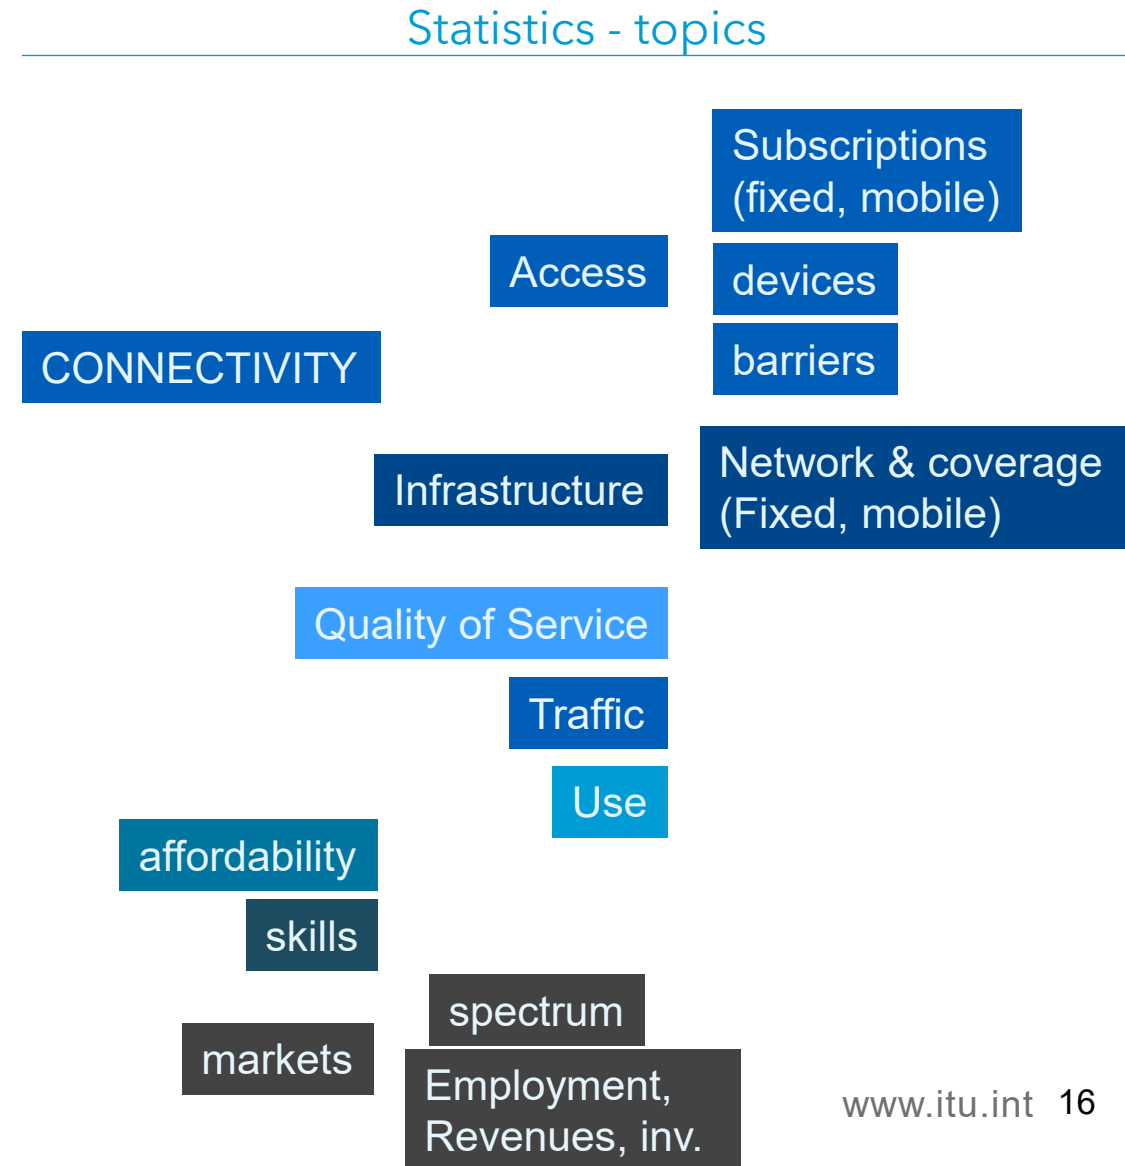 Statistics - topics
Subscriptions
(fixed, mobile)
Access
devices
CONNECTIVITY
barriers
Infrastructure
Network & coverage
(Fixed, mobile)
Quality of Service
Traffic
Use
affordability
skills
spectrum
markets
Employment,
Revenues, inv.
www.itu.int 16